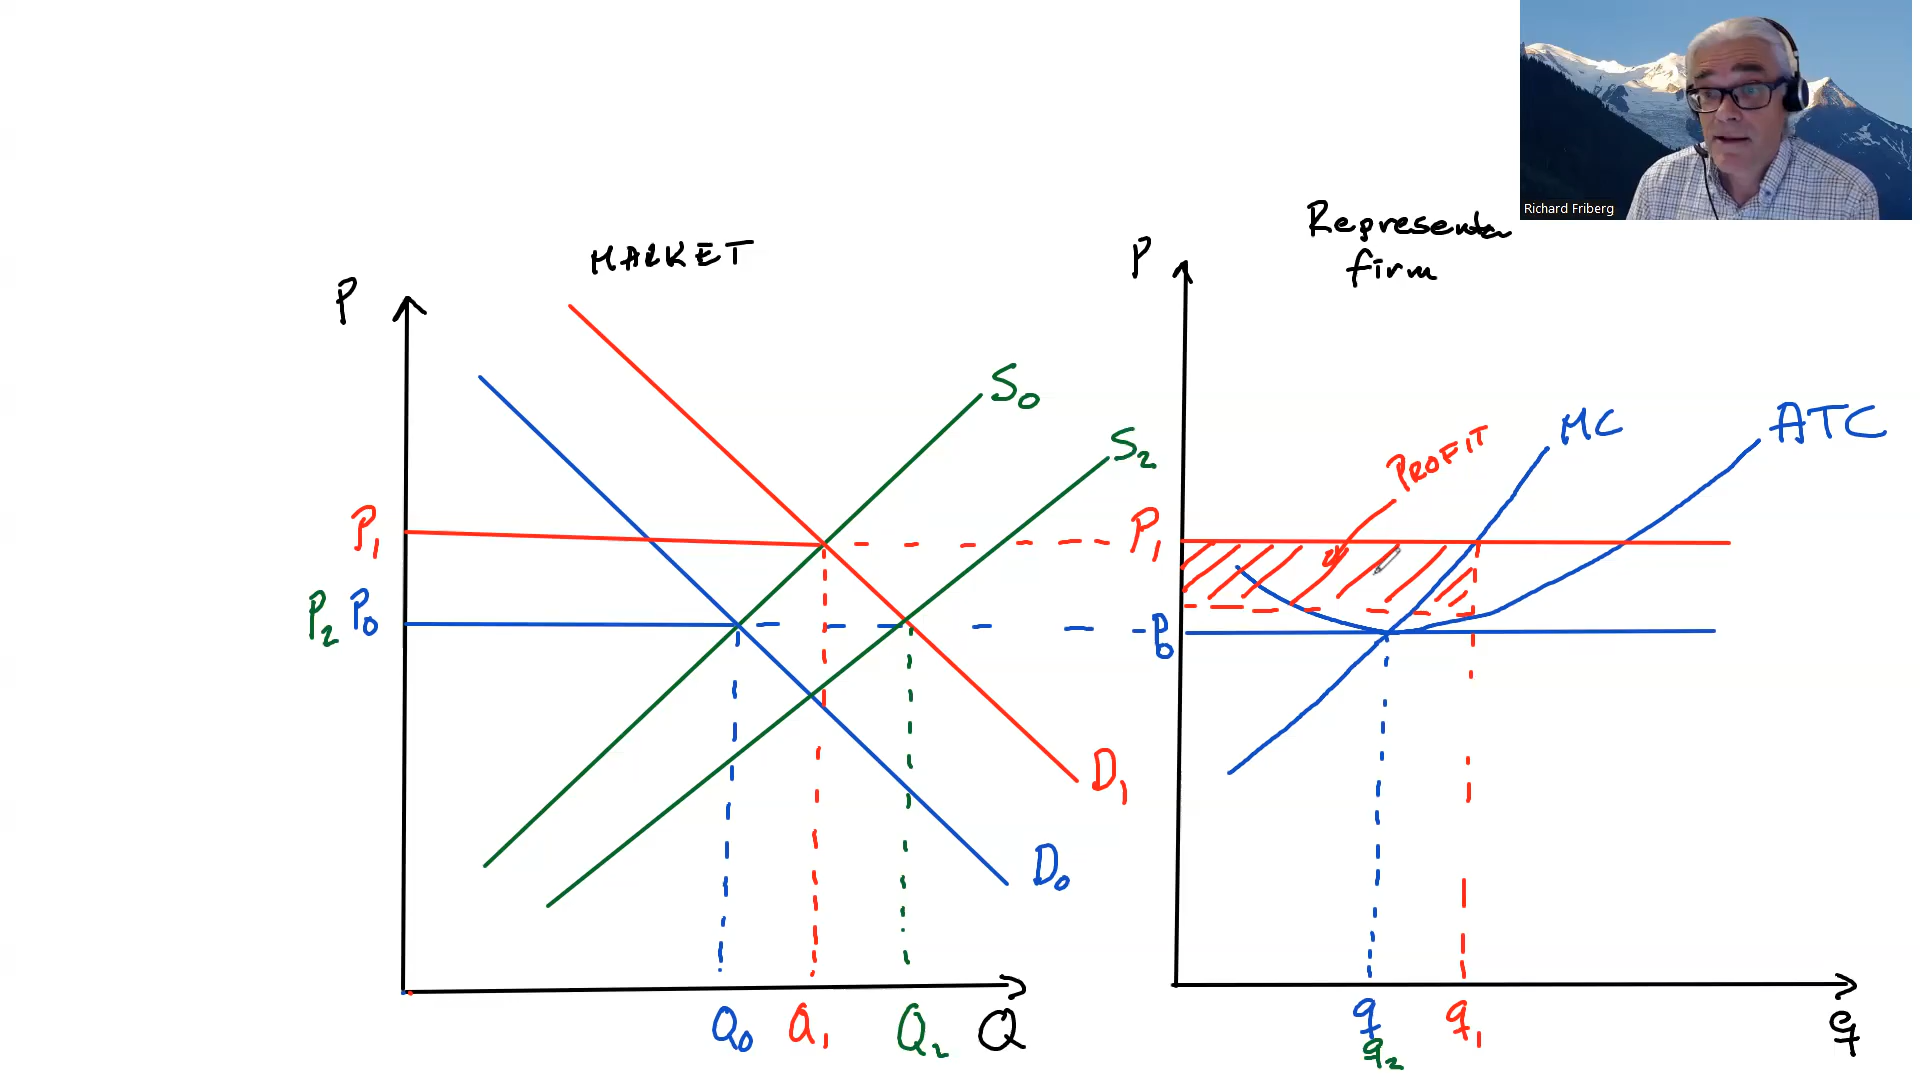 Richard Friberg
MARKET
P
S0
S2
P1
P2 P0
D1
D0
Q0 Q1 Q2 Q
firm
P
MC
ATC
PROFIT
P1
P0
q q1 q
q2